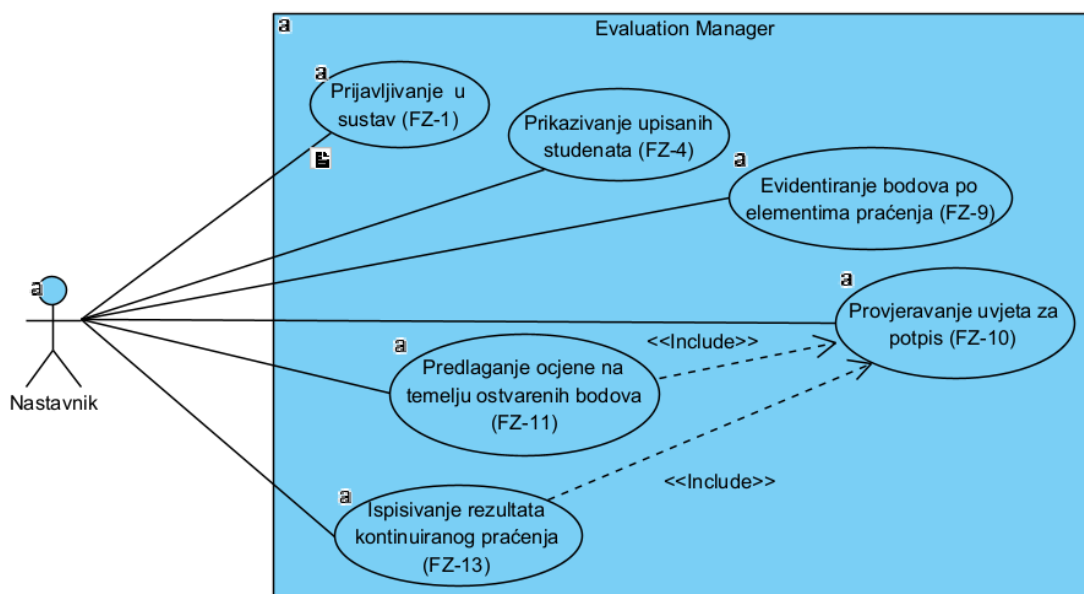 a
Evaluation Manager
a
Prijavljivanje u
sustav (FZ-1)
Prikazivanje upisanih
studenata (FZ-4)
a
Evidentiranje bodova po
elementima praćenja (FZ-9)
a
Nastavnik
a
Provjeravanje uvjeta za
potpis (FZ-10)
<<Include>>
a
Predlaganje ocjene na
temelju ostvarenih bodova
(FZ-11)
<<Include>>
a
Ispisivanje rezultata
kontinuiranog praćenja
(FZ-13)